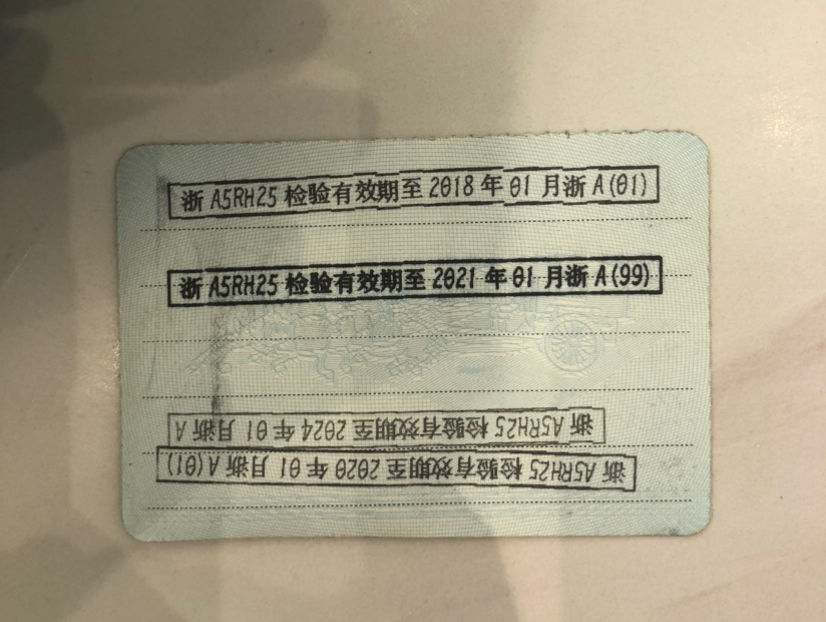 浙 A5RH25 检验有效期至 2018 年 01 月浙 A(01)
浙 A5RH25 检验有效期至 2021 年 01 月浙 A(99)
浙 A5RH25 检验有效期至 2024 年 01 月浙 A
浙 A5RH25 检验有效期至 2020 年 01 月浙 A(01)